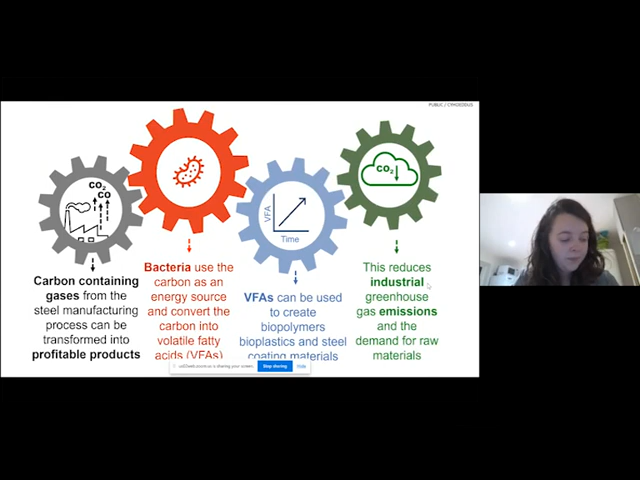 PUBLIC / CPKGEODUS
CO2
CO
VFA
Time
CO2
Carbon containing
gases from the
steel manufacturing
process can be
transformed into
profitable products
Bacteria use the
carbon as an
energy source
and convert the
carbon into
volatile fatty
acids (VFAs)
VFAs can be used
to create
biopolymers
bioplastics and steel
coating materials
This reduces
industrial
greenhouse
gas emissions
and the
demand for raw
materials
is sharing your screen.
Stop sharing
Hide